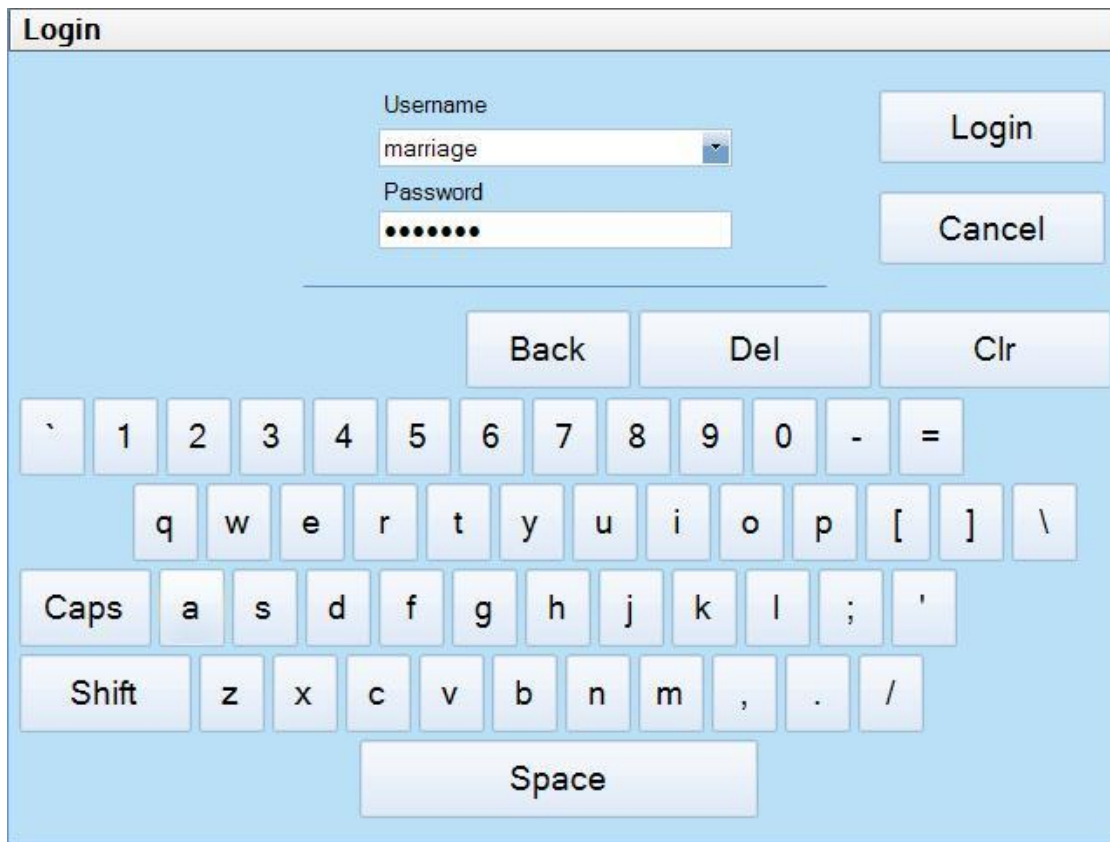 Login
Username
Login
marriage
Password
•••••••
Cancel
Back Del Clr
` 1 2 3 4 5 6 7 8 9 0 - =
q w e r t y u i o p [ ] \
Caps a s d f g h j k l ; '
Shift z x c v b n m , . /
Space